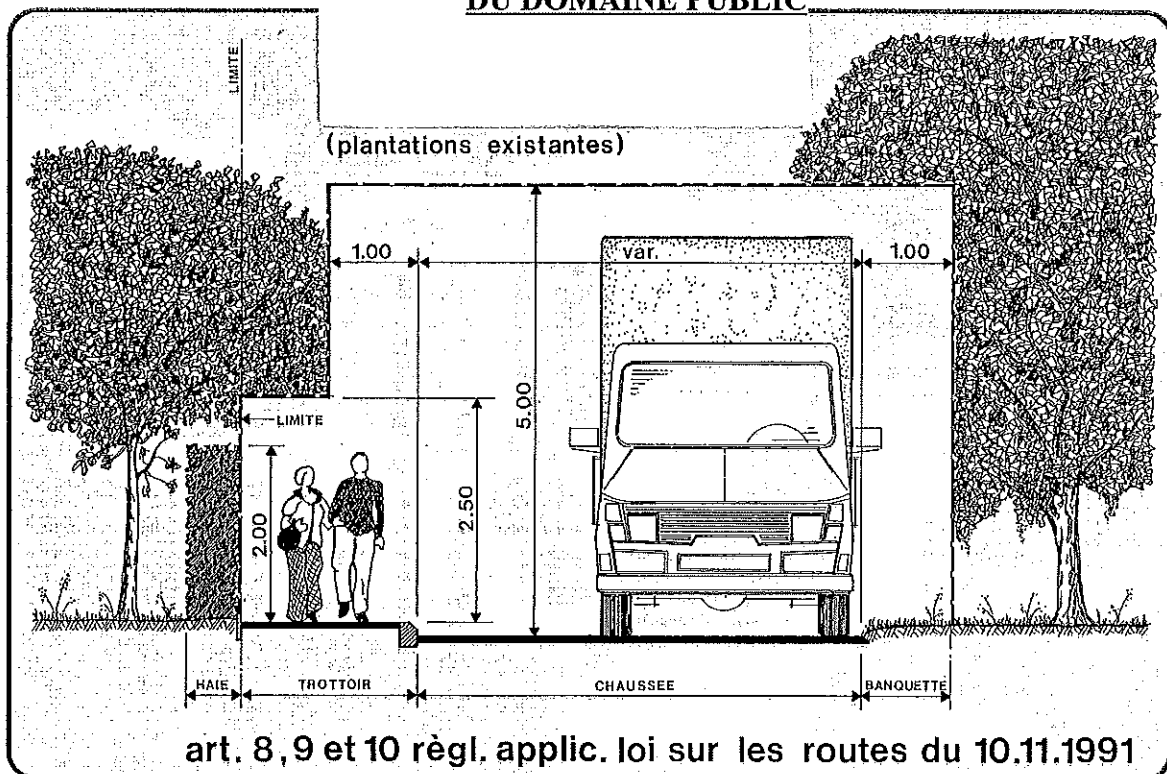 DU DOMAINE PUBLIC
LIMITE
(plantations existantes)
1.00
var.
1.00
LIMITE
5.00
2.50
2.00
HAIE
TROTTOIR
CHAUSSEE
BANQUETTE
art. 8, 9 et 10 règl. applic. loi sur les routes du 10.11.1991